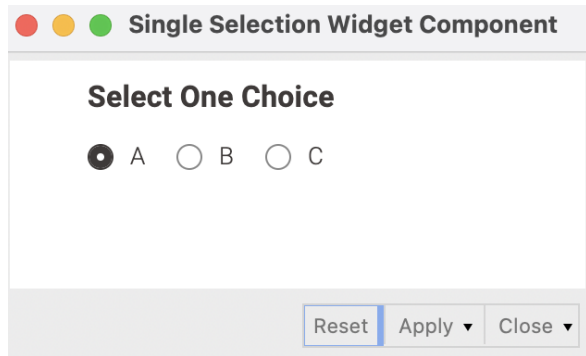 Single Selection Widget Component
Select One Choice
A B C
Reset Apply Close